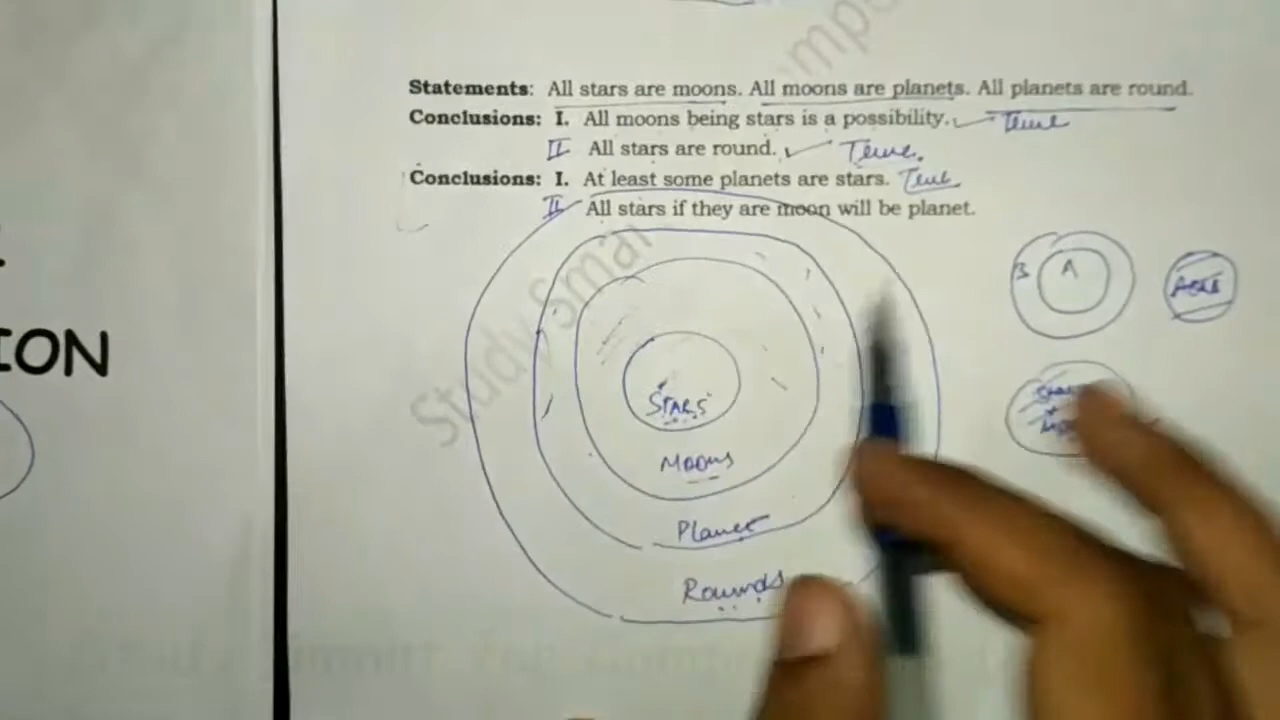 Statements: All stars are moons. All moons are planets. All planets are round.
Conclusions: I. All moons being stars is a possibility. True
II All stars are round. True.
Conclusions: I. At least some planets are stars. True
II All stars if they are moon will be planet.
Study Smar
ION
B A
STARS
Moons
Planet
Rounds